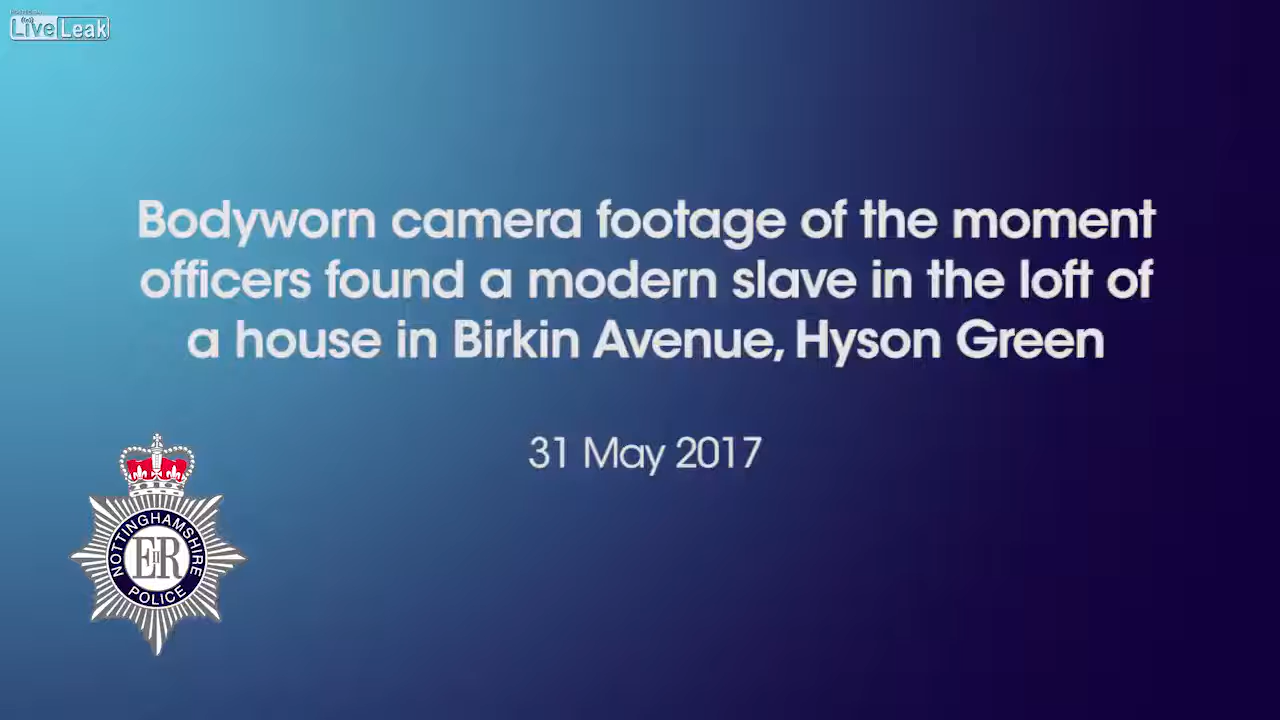 LiveLeak
Bodyworn camera footage of the moment
officers found a modern slave in the loft of
a house in Birkin Avenue, Hyson Green
31 May 2017
NOTTINGHAMSHIRE
EIIR
POLICE